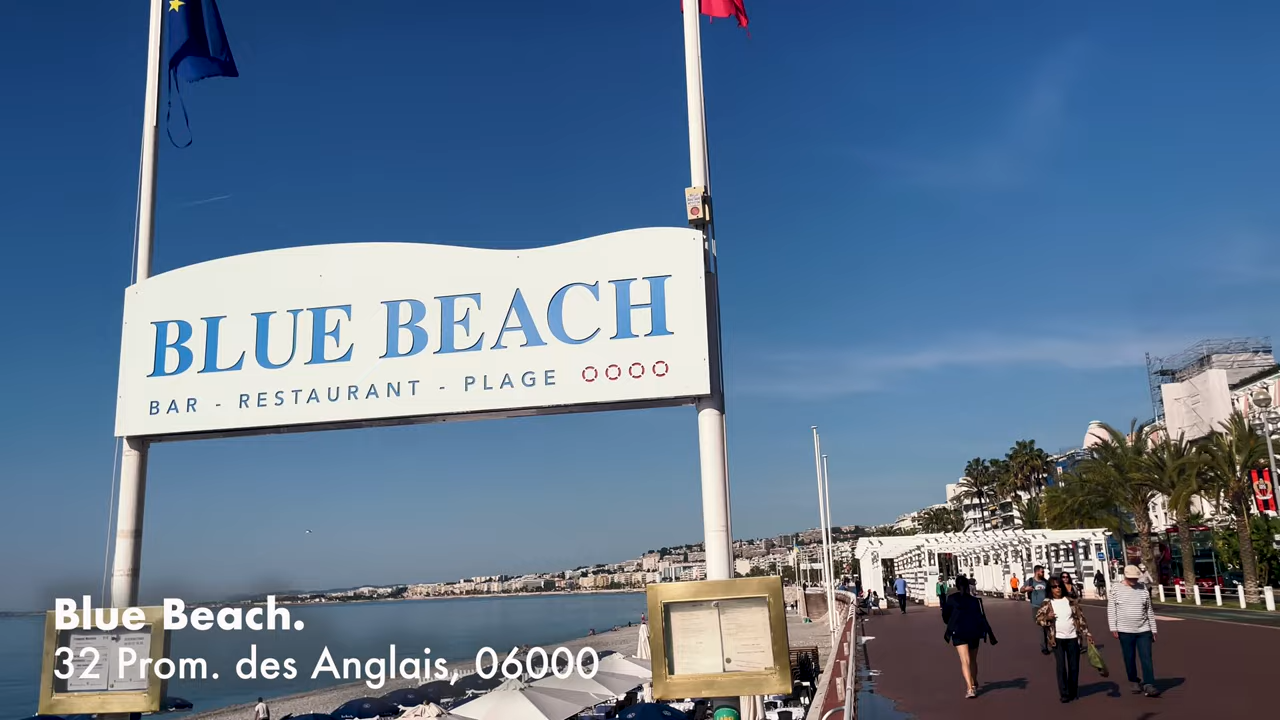 BLUE BEACH
BAR - RESTAURANT - PLAGE
Blue Beach.
32 Prom. des Anglais, 06000